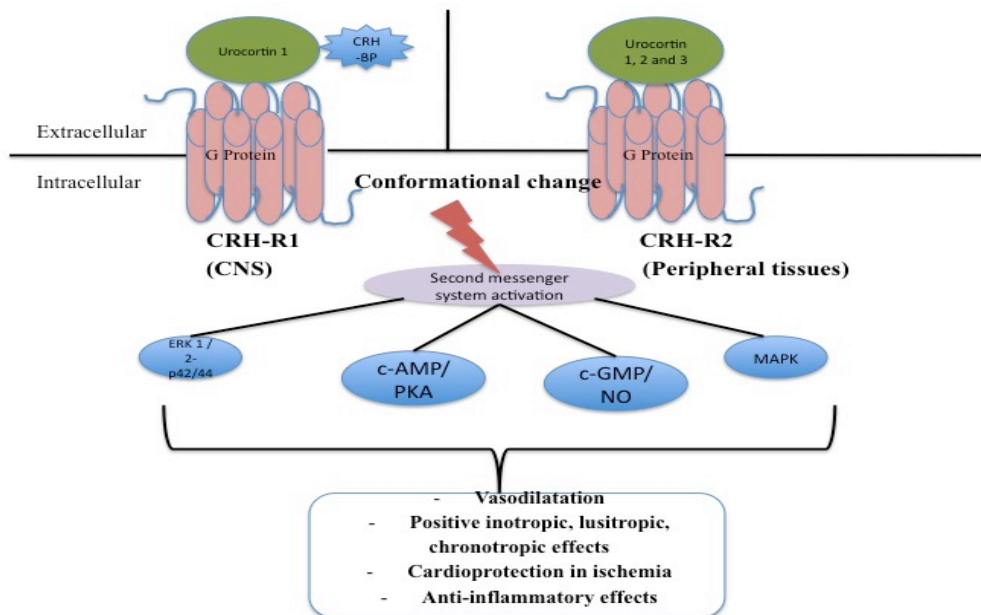 Urocortin 1
CRH
-BP
Urocortin
1, 2 and 3
Extracellular
G Protein
G Protein
Intracellular
Conformational change
CRH-R1
(CNS)
CRH-R2
(Peripheral tissues)
Second messenger
system activation
ERK 1 /
2-
p42/44
c-AMP/
PKA
c-GMP/
NO
MAPK
- Vasodilatation
- Positive inotropic, lusitropic,
chronotropic effects
- Cardioprotection in ischemia
- Anti-inflammatory effects